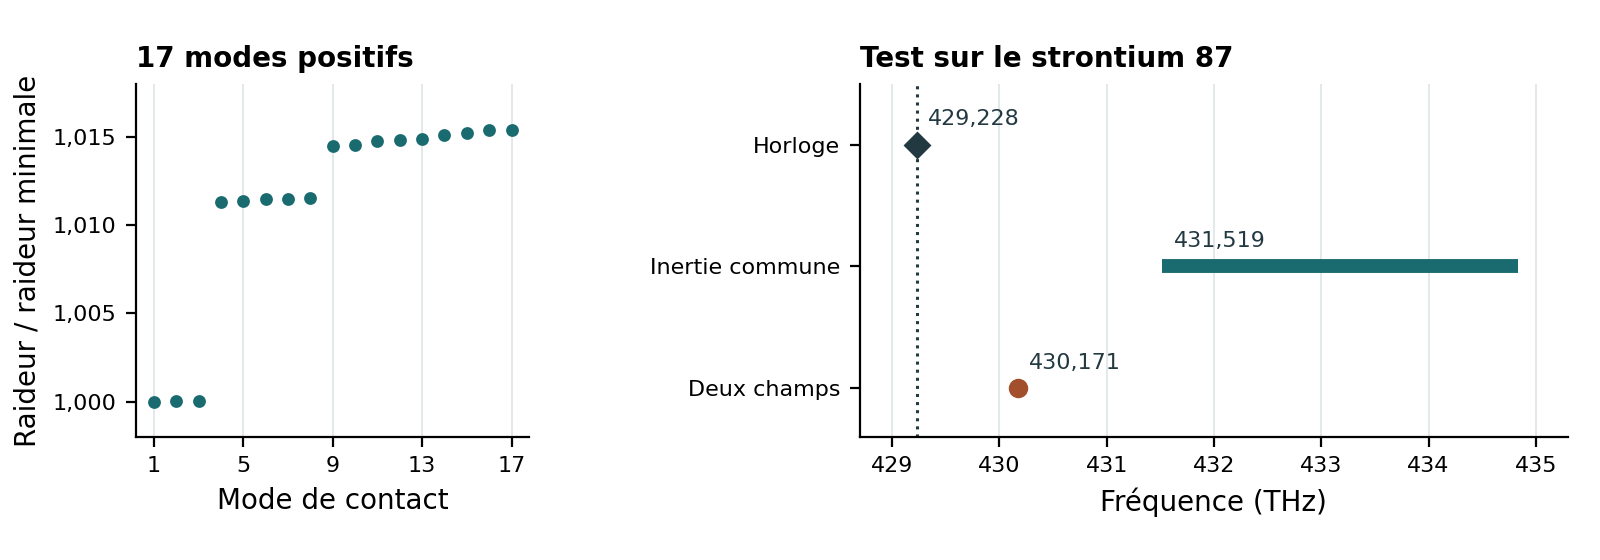 17 modes positifs
Raideur / raideur minimale
1,015
1,010
1,005
1,000
1 5 9 13 17
Mode de contact
Test sur le strontium 87
Horloge
429,228
Inertie commune
431,519
Deux champs
430,171
429 430 431 432 433 434 435
Fréquence (THz)